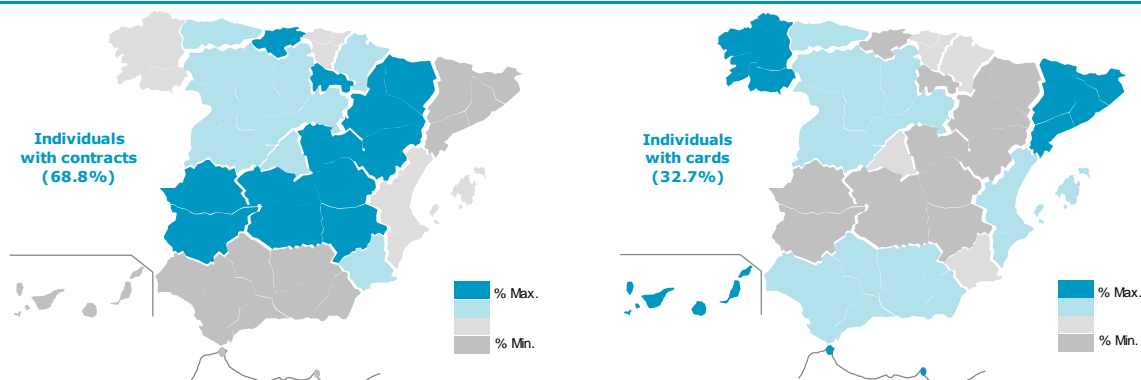 Individuals
with contracts
(68.8%)
% Max.
% Min.
Individuals
with cards
(32.7%)
% Max.
% Min.